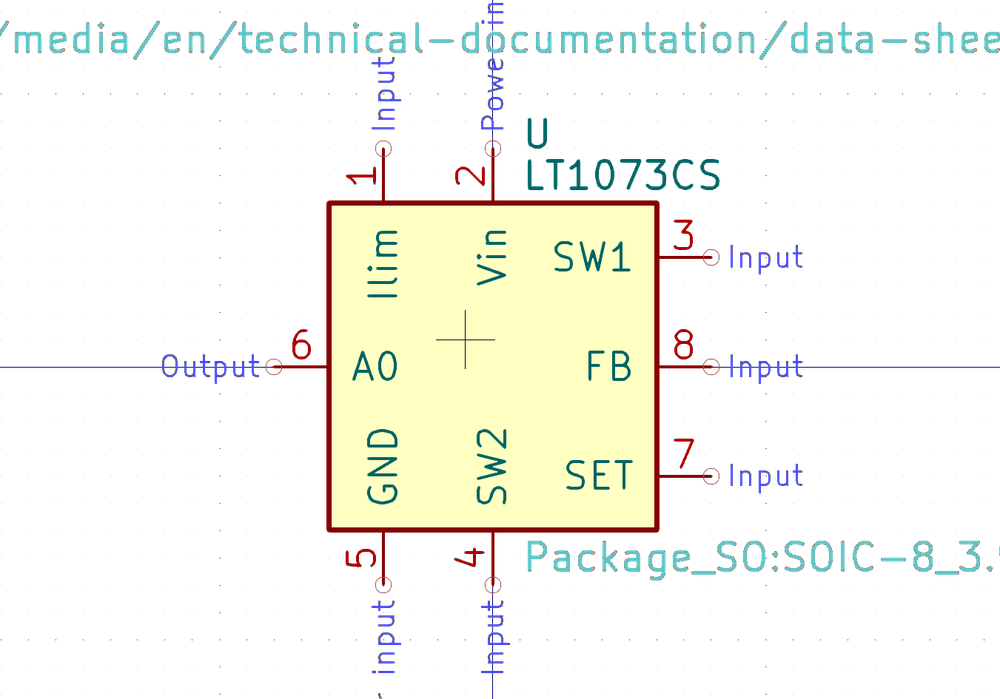 /media/en/technical-documentation/data-shee
Input
Power in
U
LT1073CS
1
2
Ilim
Vin
SW1
3
Input
Output
6
A0
FB
8
Input
GND
SW2
SET
7
Input
5
4
Package_SO:SOIC-8_3.
input
Input